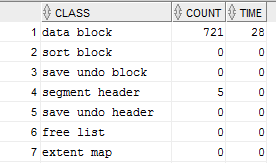 CLASS COUNT TIME
1 data block 721 28
2 sort block 0 0
3 save undo block 0 0
4 segment header 5 0
5 save undo header 0 0
6 free list 0 0
7 extent map 0 0